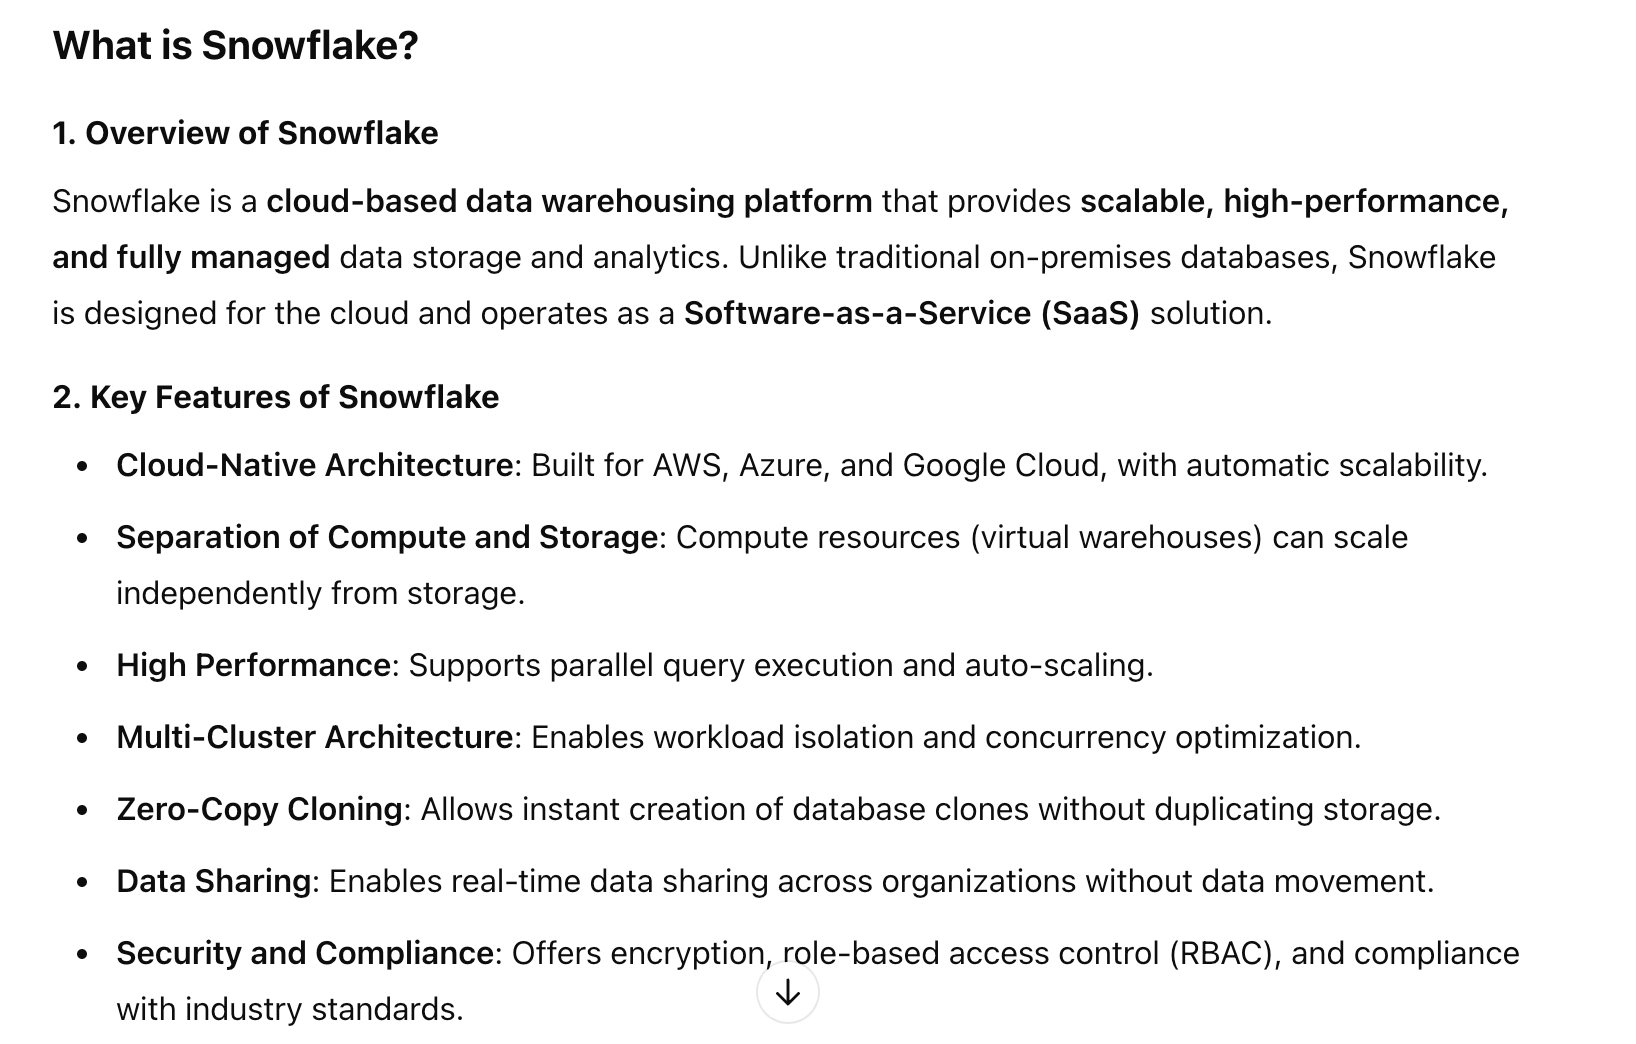 What is Snowflake?
1. Overview of Snowflake
Snowflake is a cloud-based data warehousing platform that provides scalable, high-performance,
and fully managed data storage and analytics. Unlike traditional on-premises databases, Snowflake
is designed for the cloud and operates as a Software-as-a-Service (SaaS) solution.
2. Key Features of Snowflake
• Cloud-Native Architecture: Built for AWS, Azure, and Google Cloud, with automatic scalability.
• Separation of Compute and Storage: Compute resources (virtual warehouses) can scale
independently from storage.
• High Performance: Supports parallel query execution and auto-scaling.
• Multi-Cluster Architecture: Enables workload isolation and concurrency optimization.
• Zero-Copy Cloning: Allows instant creation of database clones without duplicating storage.
• Data Sharing: Enables real-time data sharing across organizations without data movement.
• Security and Compliance: Offers encryption, role-based access control (RBAC), and compliance
with industry standards.